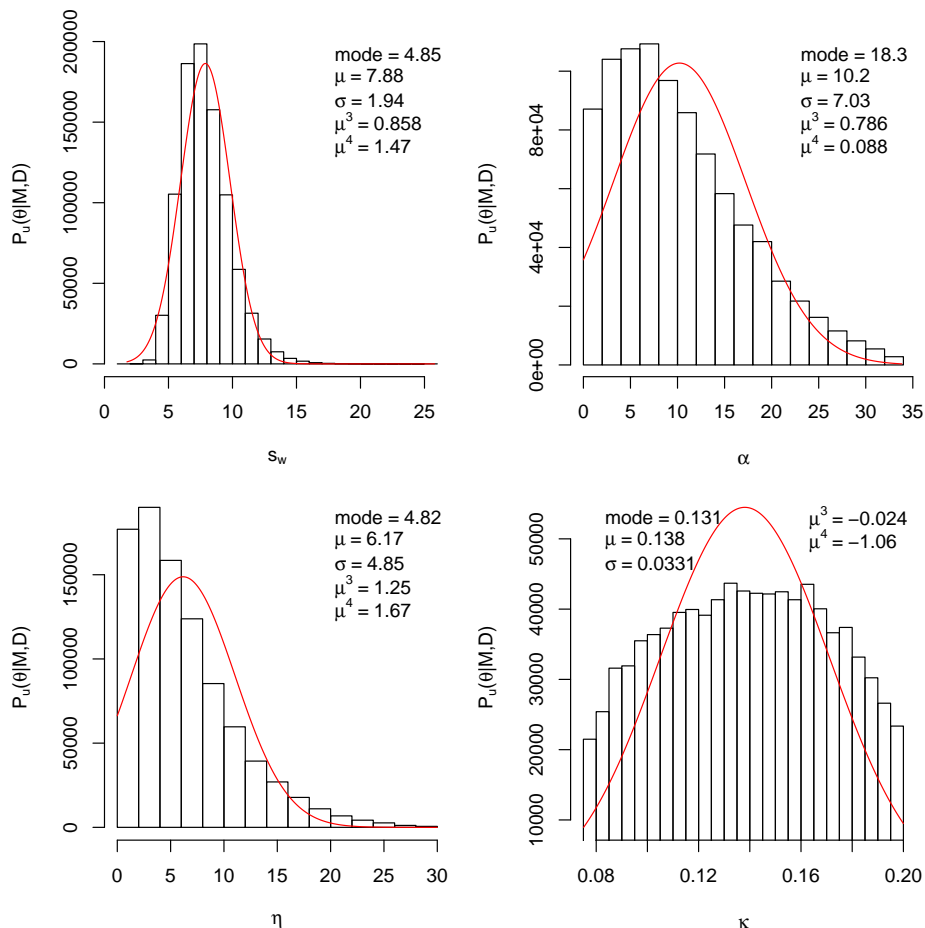 mode = 4.85
μ = 7.88
σ = 1.94
μ³ = 0.858
μ⁴ = 1.47
P_u(θ|M,D)
0 50000 100000 150000 200000
0 5 10 15 20 25
s_w
mode = 18.3
μ = 10.2
σ = 7.03
μ³ = 0.786
μ⁴ = 0.088
P_u(θ|M,D)
0e+00 4e+04 8e+04
0 5 10 15 20 25 30 35
α
mode = 4.82
μ = 6.17
σ = 4.85
μ³ = 1.25
μ⁴ = 1.67
P_u(θ|M,D)
0 50000 100000 150000
0 5 10 15 20 25 30
η
mode = 0.131
μ = 0.138
σ = 0.0331
μ³ = −0.024
μ⁴ = −1.06
P_u(θ|M,D)
10000 20000 30000 40000 50000
0.08 0.12 0.16 0.20
κ